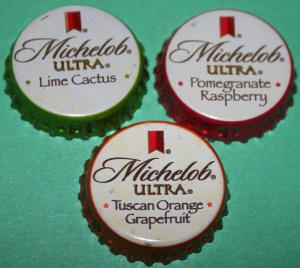 Michelob®
ULTRA®
Lime Cactus
Michelob®
ULTRA®
Pomegranate
Raspberry
Michelob®
ULTRA®
Tuscan Orange
Grapefruit